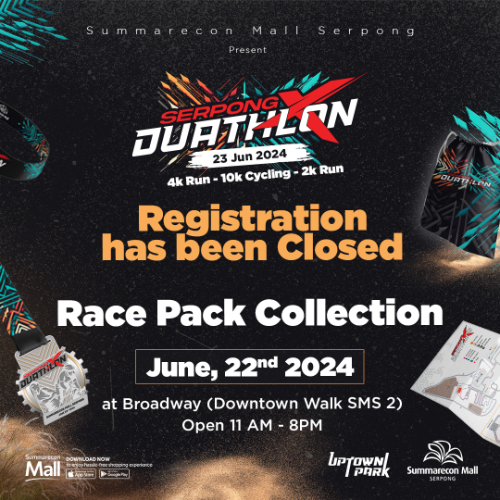 Summarecon Mall Serpong
Present
SERPONG X
DUATHLON
23 Jun 2024
4k Run - 10k Cycling - 2k Run
Registration
has been Closed
Race Pack Collection
June, 22nd 2024
at Broadway (Downtown Walk SMS 2)
Open 11 AM - 8PM
DUATHLON
DUATHLON
Summarecon
Mall
DOWNLOAD NOW
App Store
Google Play
UPTOWN
PARK
Summarecon Mall
SERPONG